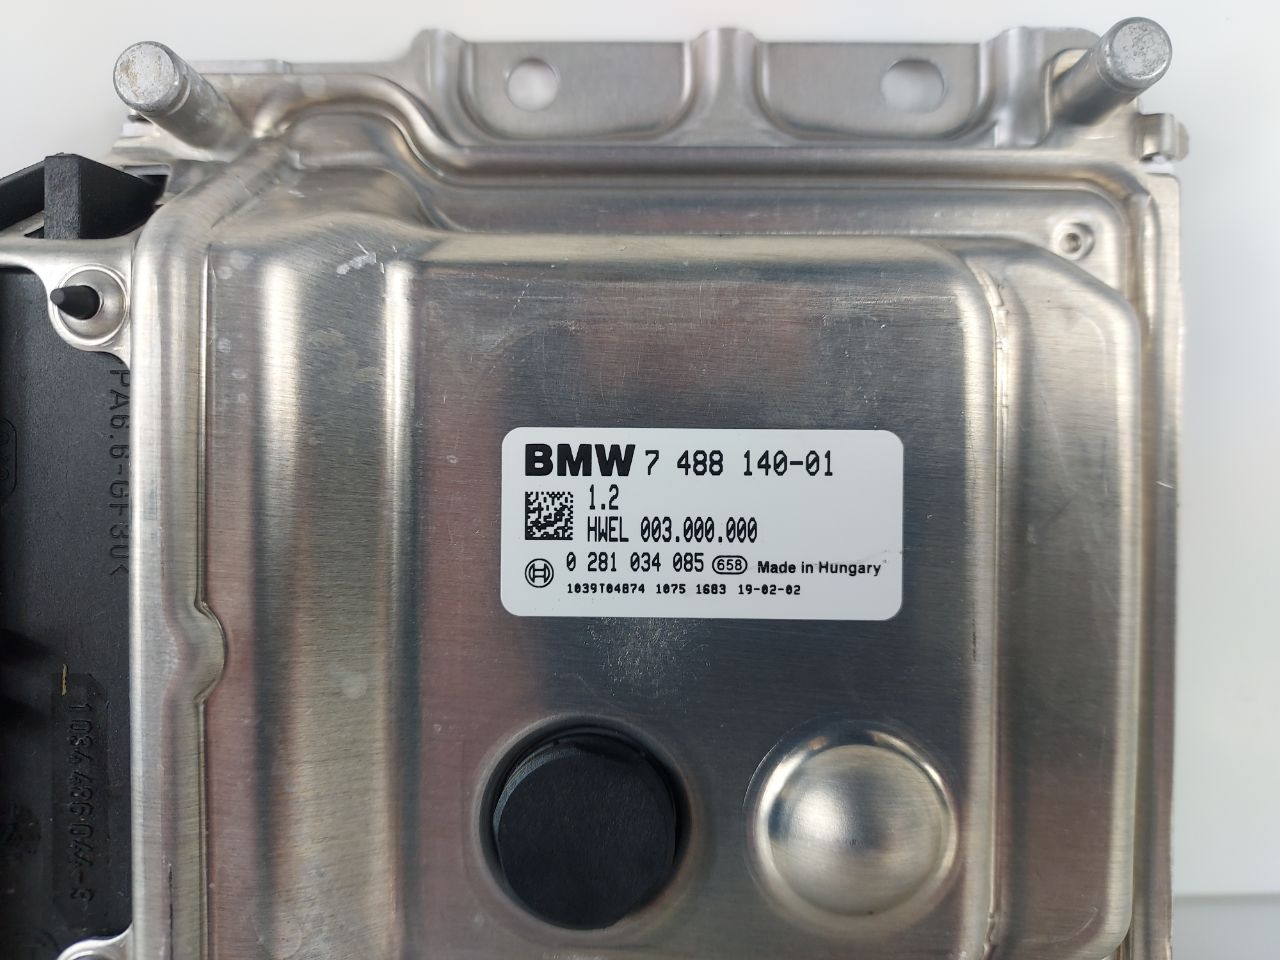 BMW 7 488 140-01
1.2
HWEL 003.000.000
0 281 034 085 658 Made in Hungary
1039T04874 1075 1683 19-02-02
PA6.6-GF30<